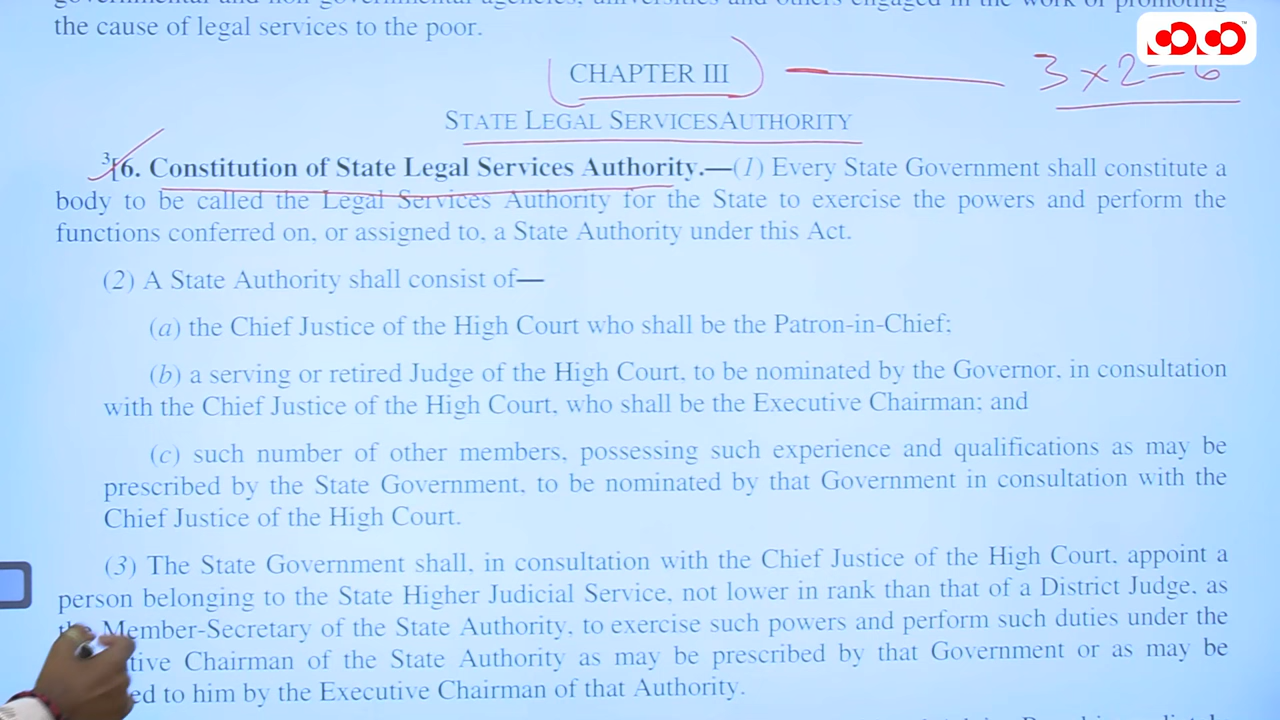 the cause of legal services to the poor.
CHAPTER III
3×2=6
STATE LEGAL SERVICES AUTHORITY
3[6. Constitution of State Legal Services Authority.—(1) Every State Government shall constitute a
body to be called the Legal Services Authority for the State to exercise the powers and perform the
functions conferred on, or assigned to, a State Authority under this Act.
(2) A State Authority shall consist of—
(a) the Chief Justice of the High Court who shall be the Patron-in-Chief;
(b) a serving or retired Judge of the High Court, to be nominated by the Governor, in consultation
with the Chief Justice of the High Court, who shall be the Executive Chairman; and
(c) such number of other members, possessing such experience and qualifications as may be
prescribed by the State Government, to be nominated by that Government in consultation with the
Chief Justice of the High Court.
(3) The State Government shall, in consultation with the Chief Justice of the High Court, appoint a
person belonging to the State Higher Judicial Service, not lower in rank than that of a District Judge, as
the Member-Secretary of the State Authority, to exercise such powers and perform such duties under the
tive Chairman of the State Authority as may be prescribed by that Government or as may be
ed to him by the Executive Chairman of that Authority.